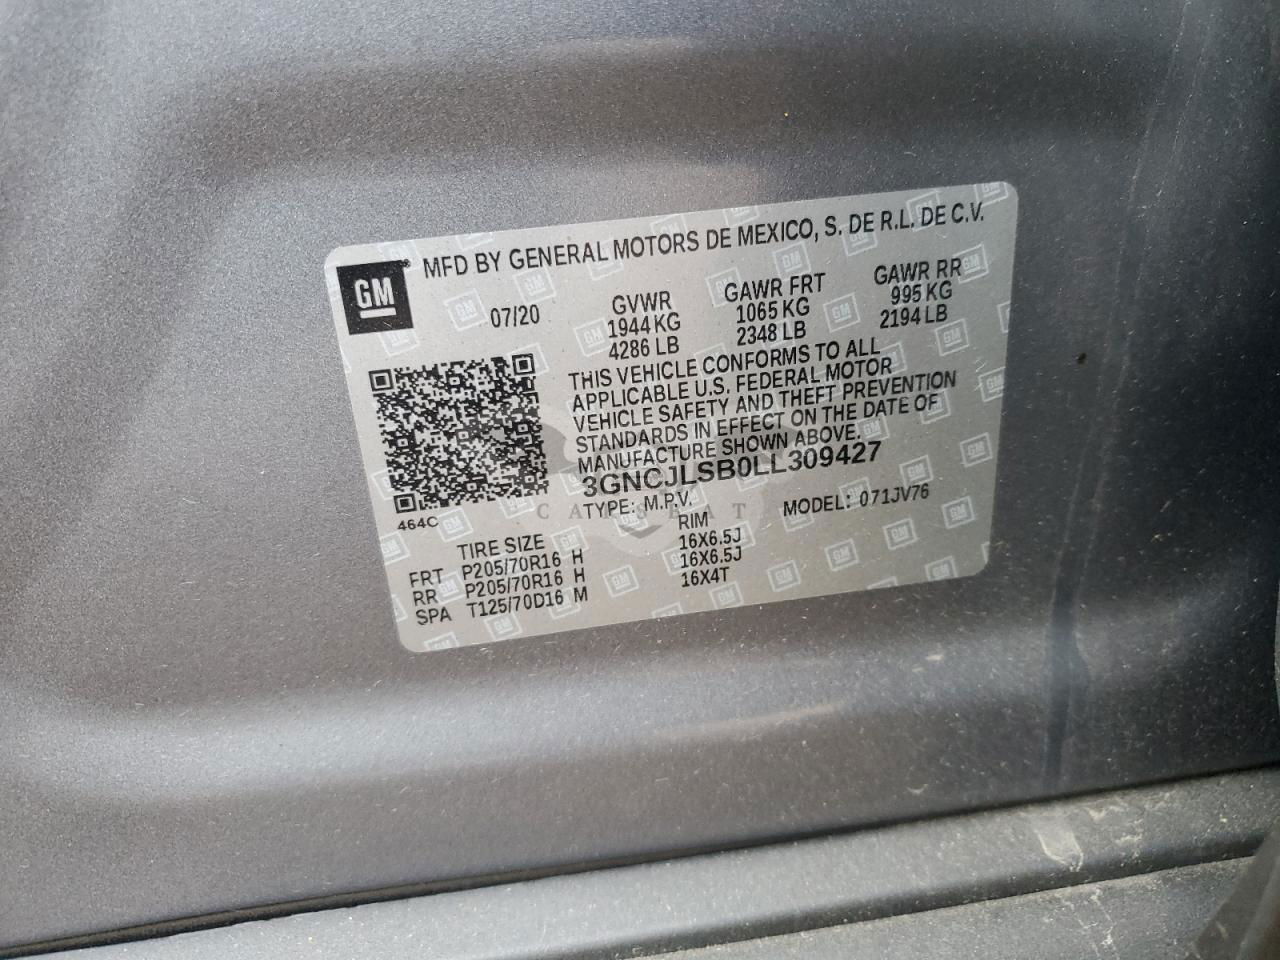 MFD BY GENERAL MOTORS DE MEXICO, S. DE R.L. DE C.V.
GM
07/20
GVWR GAWR FRT GAWR RR
1944 KG 1065 KG 995 KG
4286 LB 2348 LB 2194 LB
THIS VEHICLE CONFORMS TO ALL
APPLICABLE U.S. FEDERAL MOTOR
VEHICLE SAFETY AND THEFT PREVENTION
STANDARDS IN EFFECT ON THE DATE OF
MANUFACTURE SHOWN ABOVE.
3GNCJLSB0LL309427
TYPE: M.P.V. MODEL: 071JV76
464C
TIRE SIZE RIM
FRT P205/70R16 H 16X6.5J
RR P205/70R16 H 16X6.5J
SPA T125/70D16 M 16X4T